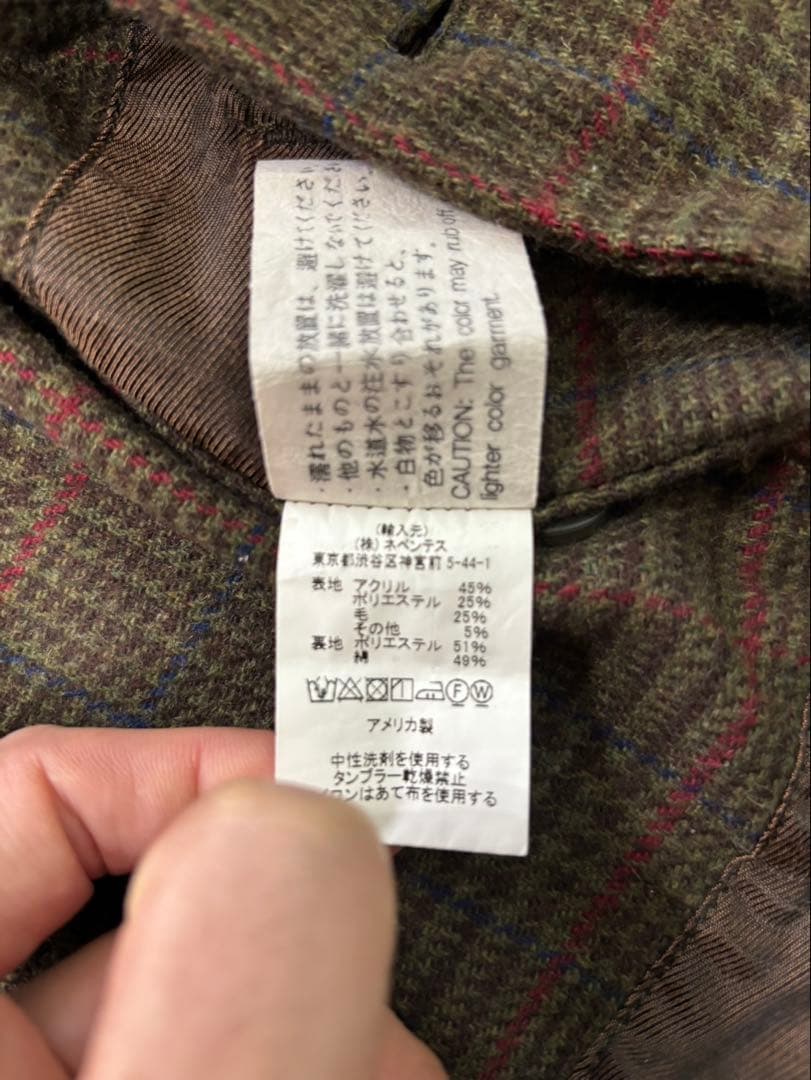 ・濡れたままの放置は、避けてくださ
・他のものと一緒に洗濯しないでくださ
・水道水の往水放置は避けてください。
・白物とこすり合わせると、
色が移るおそれがあります。
CAUTION: The color may rub off
lighter color garment.
(輸入元)
(株)ネペンテス
東京都渋谷区神宮前 5-44-1
表地 アクリル 45%
ポリエステル 25%
毛 25%
その他 5%
裏地 ポリエステル 51%
綿 49%
F W
アメリカ製
中性洗剤を使用する
タンブラー乾燥禁止
ロンはあて布を使用する